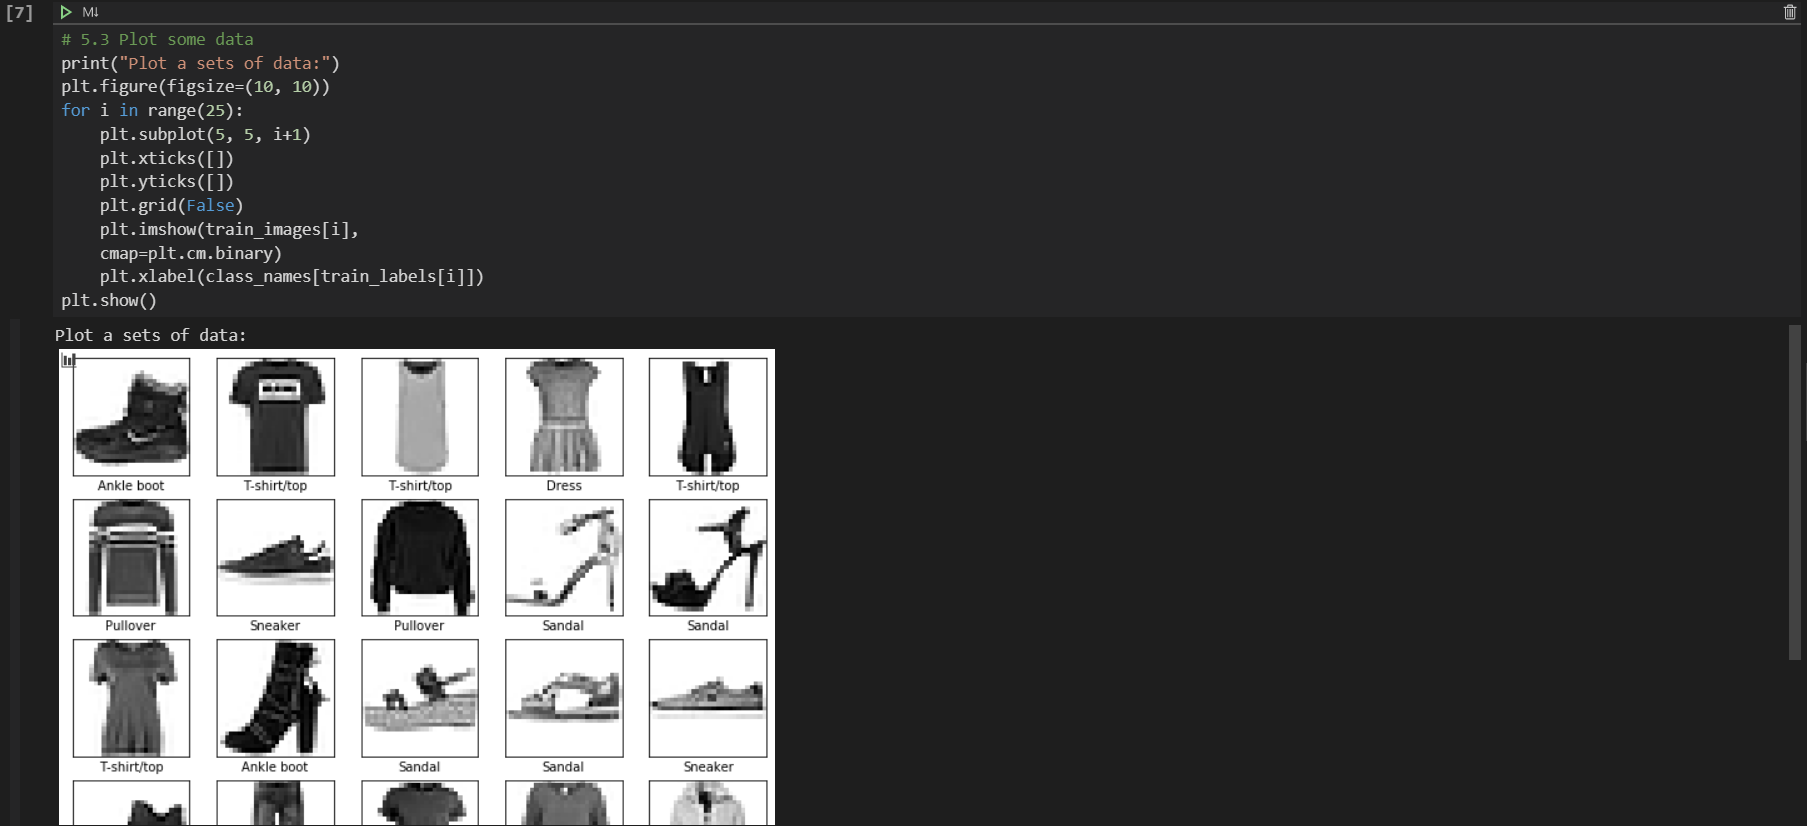 [7]
M↓
# 5.3 Plot some data
print("Plot a sets of data:")
plt.figure(figsize=(10, 10))
for i in range(25):
    plt.subplot(5, 5, i+1)
    plt.xticks([])
    plt.yticks([])
    plt.grid(False)
    plt.imshow(train_images[i],
    cmap=plt.cm.binary)
    plt.xlabel(class_names[train_labels[i]])
plt.show()
Plot a sets of data:
Ankle boot T-shirt/top T-shirt/top Dress T-shirt/top
Pullover Sneaker Pullover Sandal Sandal
T-shirt/top Ankle boot Sandal Sandal Sneaker